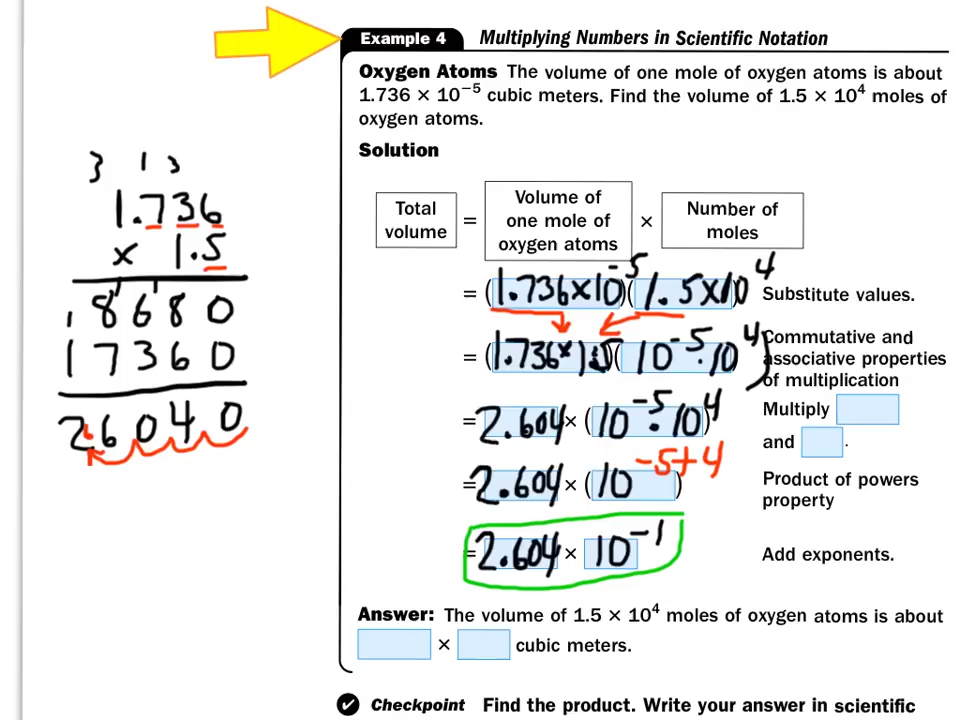 Example 4 Multiplying Numbers in Scientific Notation
Oxygen Atoms The volume of one mole of oxygen atoms is about
1.736 × 10⁻⁵ cubic meters. Find the volume of 1.5 × 10⁴ moles of
oxygen atoms.
Solution
3 1 3
1.736
× 1.5
18680
17360
26040
Total volume = Volume of one mole of oxygen atoms × Number of moles
= (1.736×10⁻⁵)(1.5×10⁴) Substitute values.
= (1.736×1.5)(10⁻⁵·10⁴) Commutative and associative properties of multiplication
= 2.604 × (10⁻⁵·10⁴) Multiply and .
= 2.604 × (10⁻⁵⁺⁴) Product of powers property
= 2.604 × 10⁻¹ Add exponents.
Answer: The volume of 1.5 × 10⁴ moles of oxygen atoms is about
× cubic meters.
Checkpoint Find the product. Write your answer in scientific